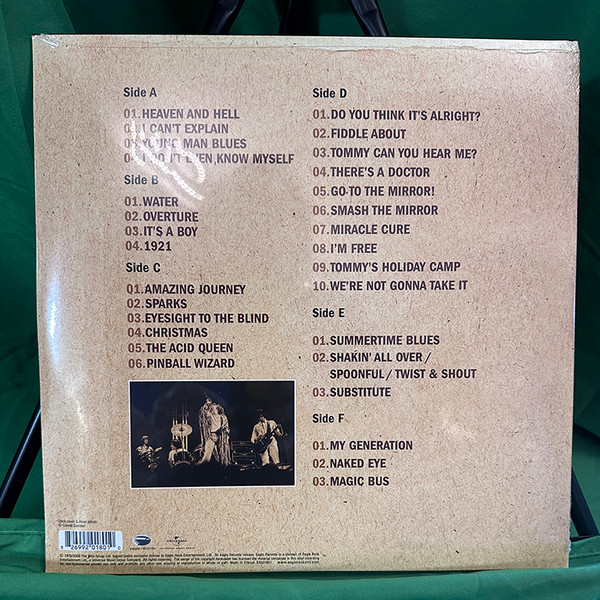 Side A
01.HEAVEN AND HELL
02.I CAN'T EXPLAIN
03.YOUNG MAN BLUES
04.I DON'T EVEN KNOW MYSELF
Side B
01.WATER
02.OVERTURE
03.IT'S A BOY
04.1921
Side C
01.AMAZING JOURNEY
02.SPARKS
03.EYESIGHT TO THE BLIND
04.CHRISTMAS
05.THE ACID QUEEN
06.PINBALL WIZARD
Side D
01.DO YOU THINK IT'S ALRIGHT?
02.FIDDLE ABOUT
03.TOMMY CAN YOU HEAR ME?
04.THERE'S A DOCTOR
05.GO TO THE MIRROR!
06.SMASH THE MIRROR
07.MIRACLE CURE
08.I'M FREE
09.TOMMY'S HOLIDAY CAMP
10.WE'RE NOT GONNA TAKE IT
Side E
01.SUMMERTIME BLUES
02.SHAKIN' ALL OVER /
SPOONFUL / TWIST & SHOUT
03.SUBSTITUTE
Side F
01.MY GENERATION
02.NAKED EYE
03.MAGIC BUS
8 26992 01801 0